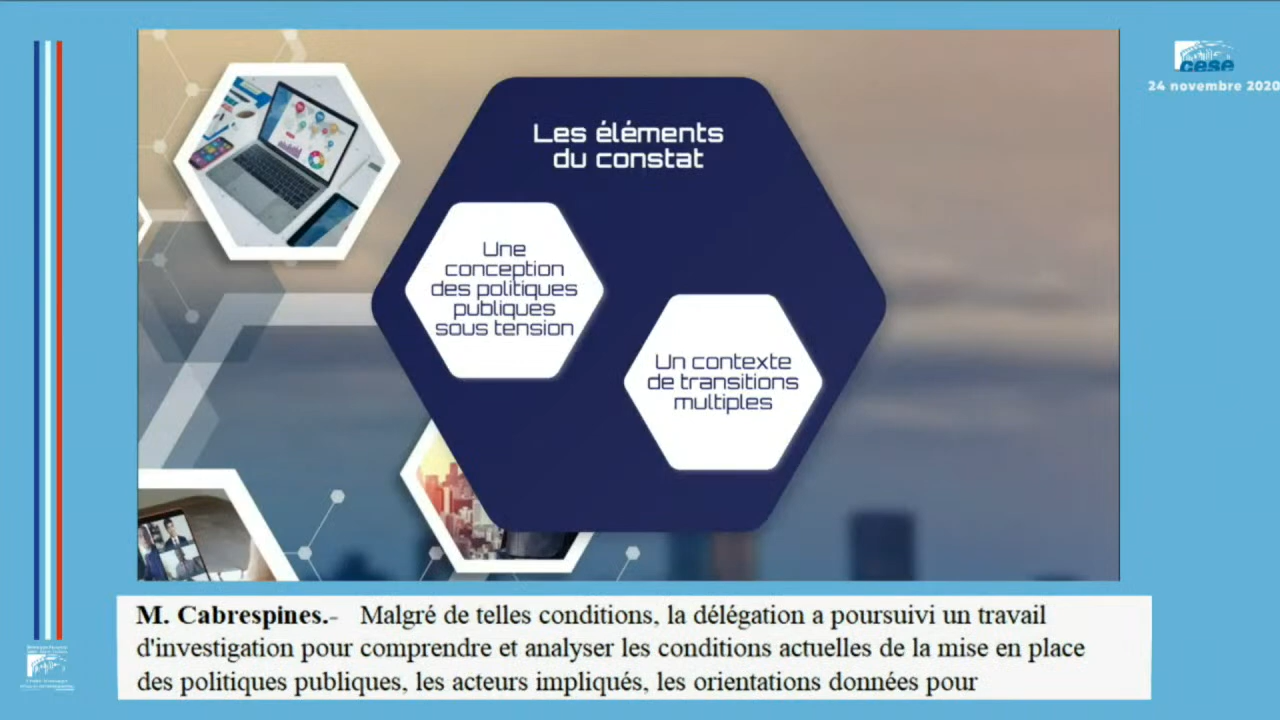 cese
24 novembre 2020
Les éléments
du constat
Une
conception
des politiques
publiques
sous tension
Un contexte
de transitions
multiples
M. Cabrespines.- Malgré de telles conditions, la délégation a poursuivi un travail
d'investigation pour comprendre et analyser les conditions actuelles de la mise en place
des politiques publiques, les acteurs impliqués, les orientations données pour